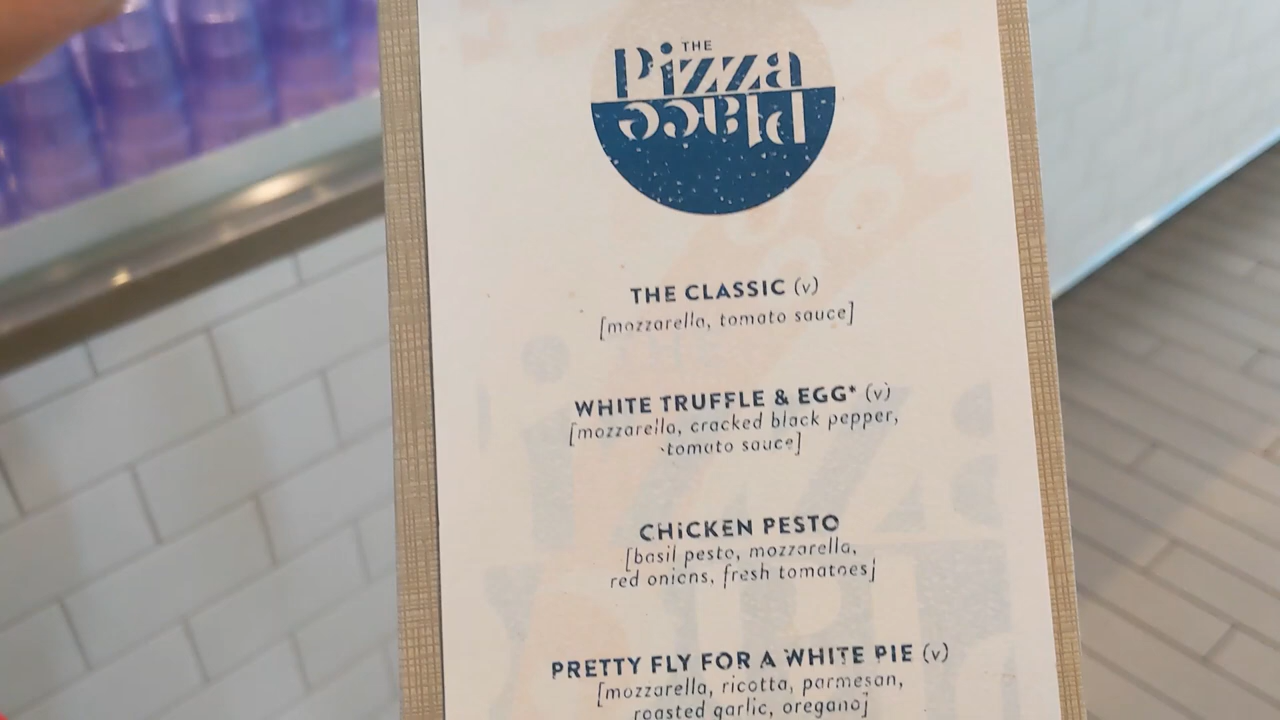 THE
Pizza
Place
THE CLASSIC (v)
[mozzarella, tomato sauce]
WHITE TRUFFLE & EGG* (v)
[mozzarella, cracked black pepper,
tomato sauce]
CHiCKEN PESTO
[basil pesto, mozzarella,
red onions, fresh tomatoes]
PRETTY FLY FOR A WHITE PIE (v)
[mozzarella, ricotta, parmesan,
roasted garlic, oregano]